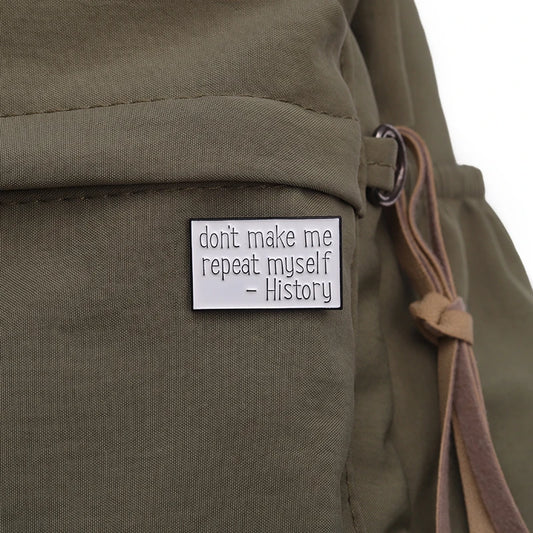 don't make me
repeat myself
– History